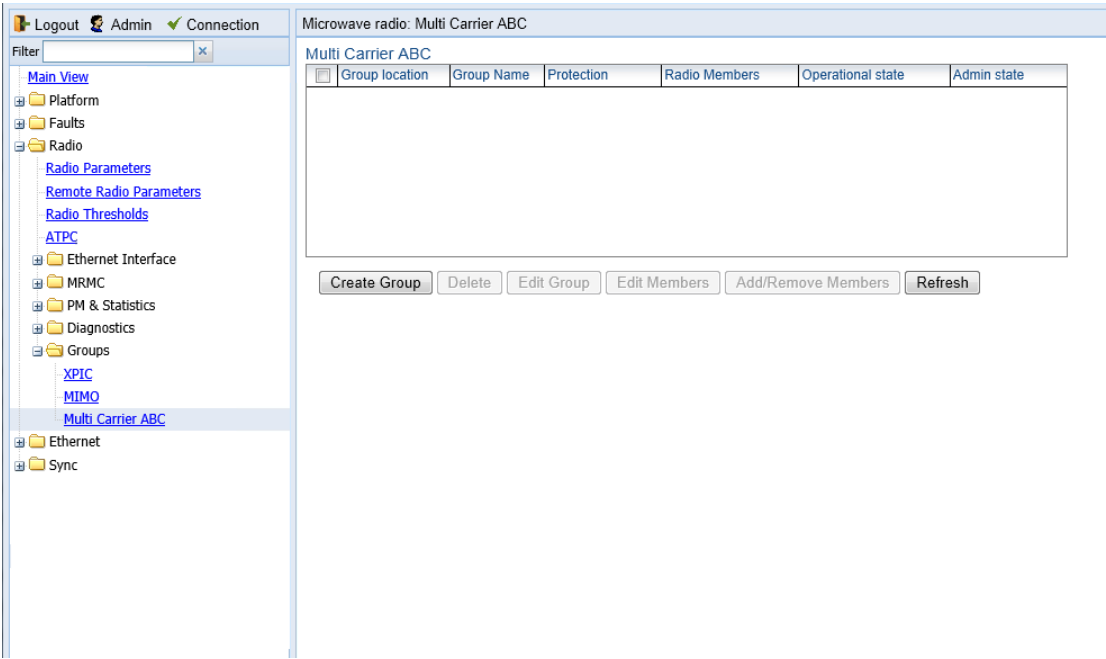 Logout Admin Connection
Filter
Main View
Platform
Faults
Radio
Radio Parameters
Remote Radio Parameters
Radio Thresholds
ATPC
Ethernet Interface
MRMC
PM & Statistics
Diagnostics
Groups
XPIC
MIMO
Multi Carrier ABC
Ethernet
Sync
Microwave radio: Multi Carrier ABC
Multi Carrier ABC
Group location Group Name Protection Radio Members Operational state Admin state
Create Group Delete Edit Group Edit Members Add/Remove Members Refresh